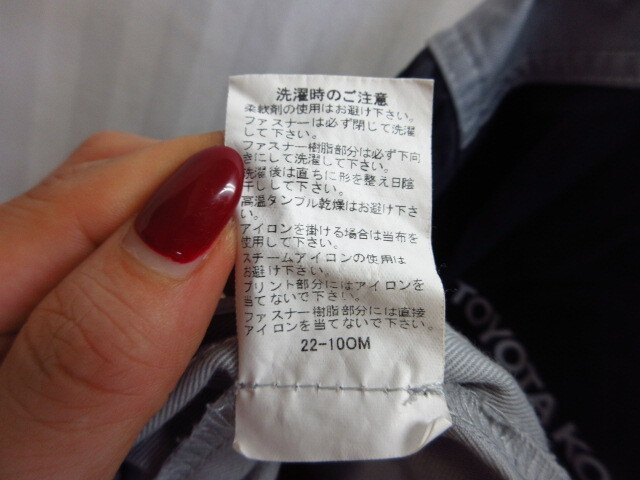 洗濯時のご注意
柔軟剤の使用はお避け下さい。
ファスナーは必ず閉じて洗濯
して下さい。
ファスナー樹脂部分は必ず下向
きにして洗濯して下さい。
洗濯後は直ちに形を整え日陰
干しして下さい。
高温タンブル乾燥はお避け下さ
い。
アイロンを掛ける場合は当布を
使用して下さい。
スチームアイロンの使用は
お避け下さい。
プリント部分にはアイロンを
当てないで下さい。
ファスナー樹脂部分には直接
アイロンを当てないで下さい。
22-100M
TOYOTA KO